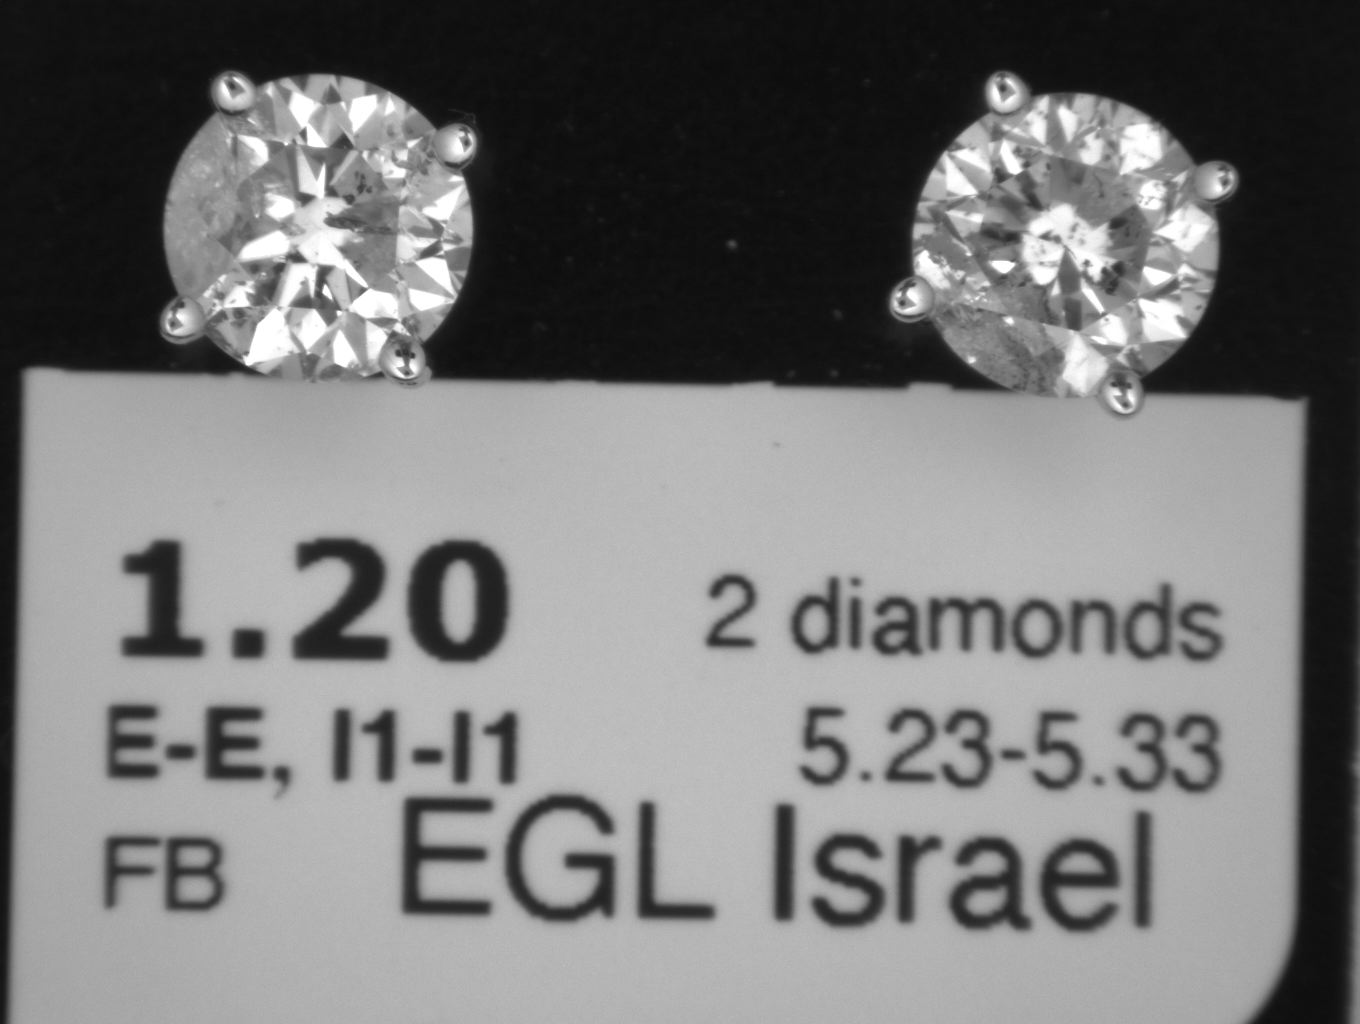 1.20 2 diamonds
E-E, I1-I1 5.23-5.33
FB EGL Israel